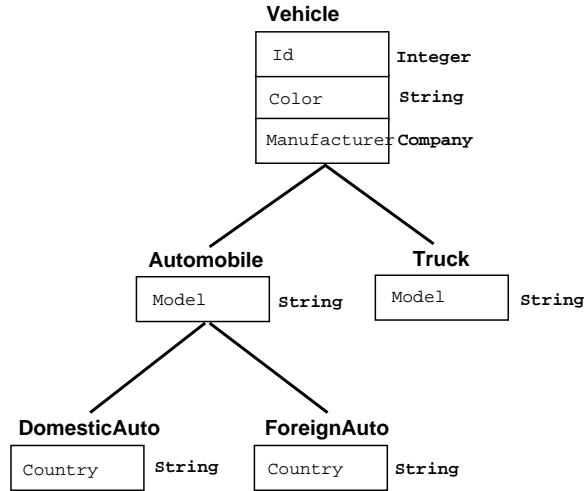 Vehicle
Id Integer
Color String
Manufacturer Company
Automobile Truck
Model String Model String
DomesticAuto ForeignAuto
Country String Country String